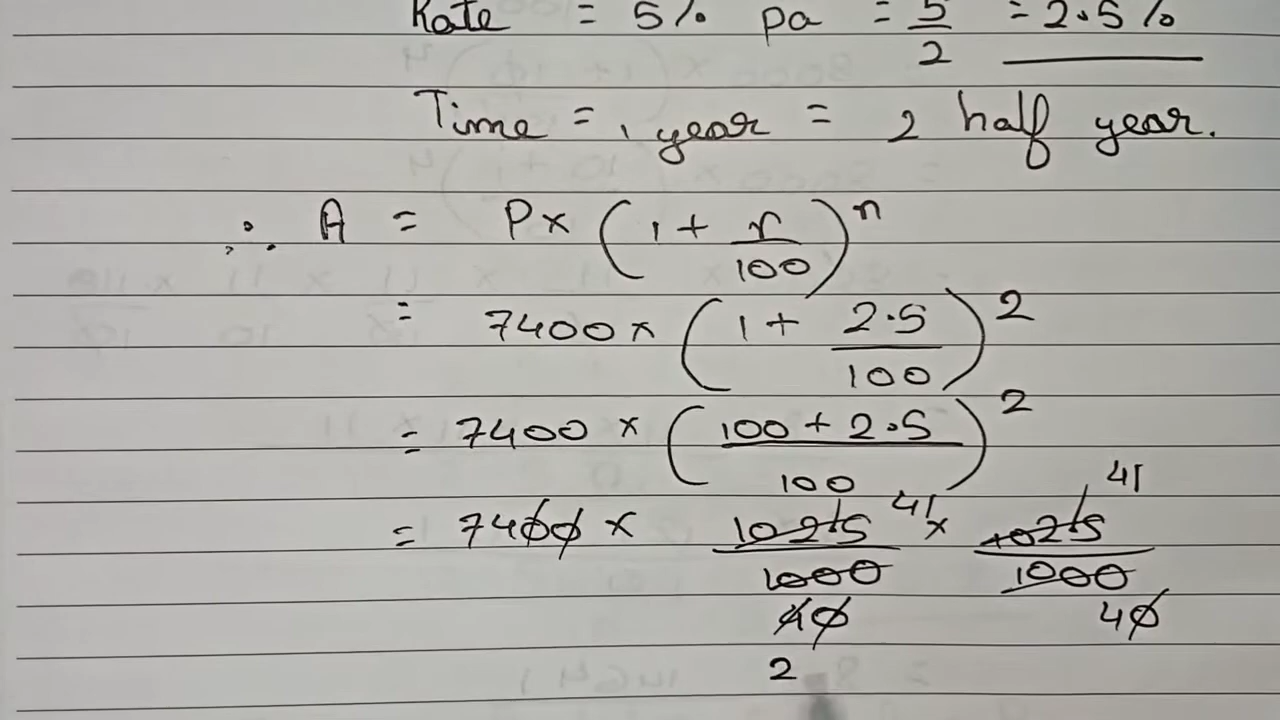 Rate = 5% pa = 5/2 = 2.5%
Time = 1 year = 2 half year.
∴ A = P× (1 + r/100)^n
= 7400 × (1 + 2.5/100)^2
= 7400 × (100 + 2.5/100)^2
= 7400 × 1025/1000 41 × 1025/1000 41
40 40
2